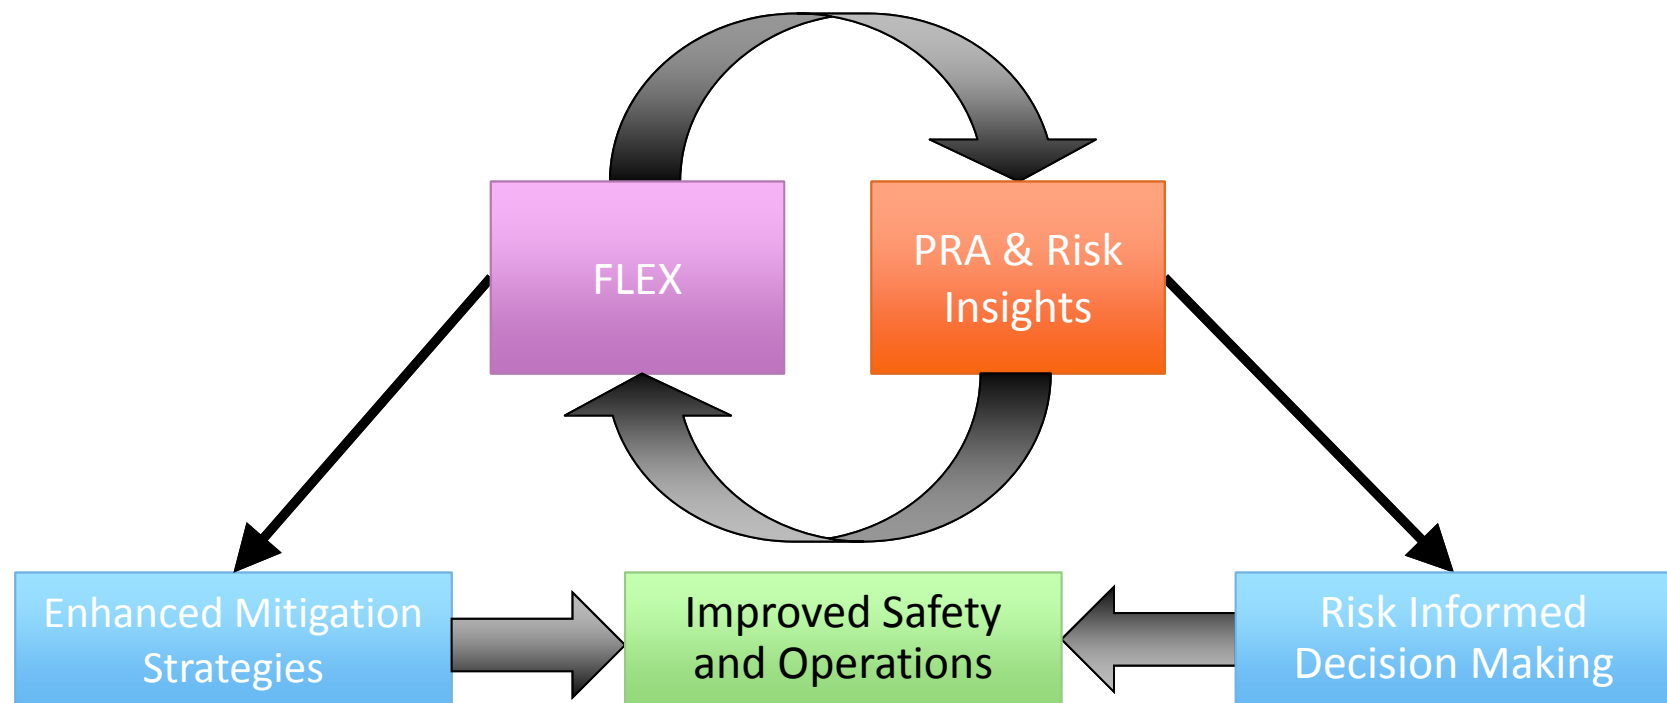 FLEX
PRA & Risk
Insights
Enhanced Mitigation
Strategies
Improved Safety
and Operations
Risk Informed
Decision Making